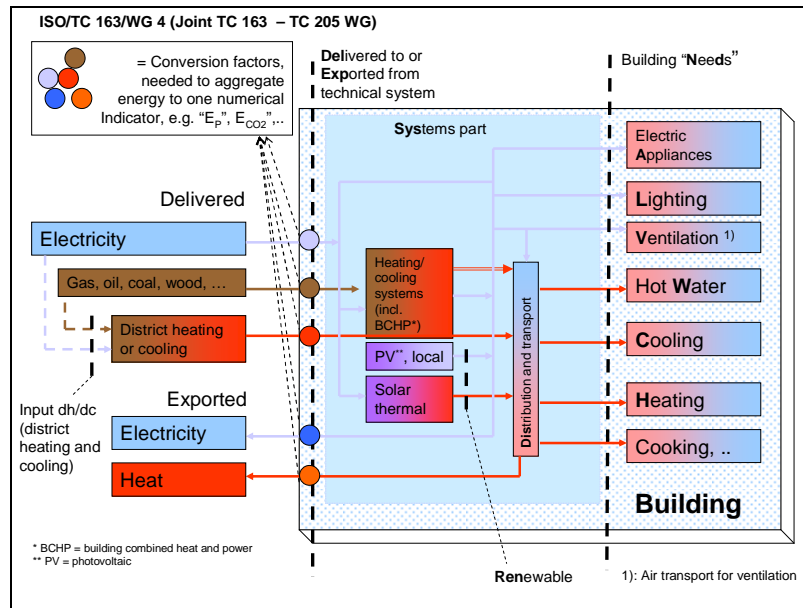 ISO/TC 163/WG 4 (Joint TC 163 – TC 205 WG)
= Conversion factors,
needed to aggregate
energy to one numerical
Indicator, e.g. “EP”, ECO2”,..
Delivered to or
Exported from
technical system
Building “Needs”
Systems part
Electric
Appliances
Lighting
Ventilation 1)
Hot Water
Cooling
Heating
Cooking, ..
Delivered
Electricity
Gas, oil, coal, wood, …
District heating
or cooling
Input dh/dc
(district
heating and
cooling)
Exported
Electricity
Heat
Heating/
cooling
systems
(incl.
BCHP*)
PV**, local
Solar
thermal
Distribution and transport
Building
* BCHP = building combined heat and power
** PV = photovoltaic
Renewable
1): Air transport for ventilation